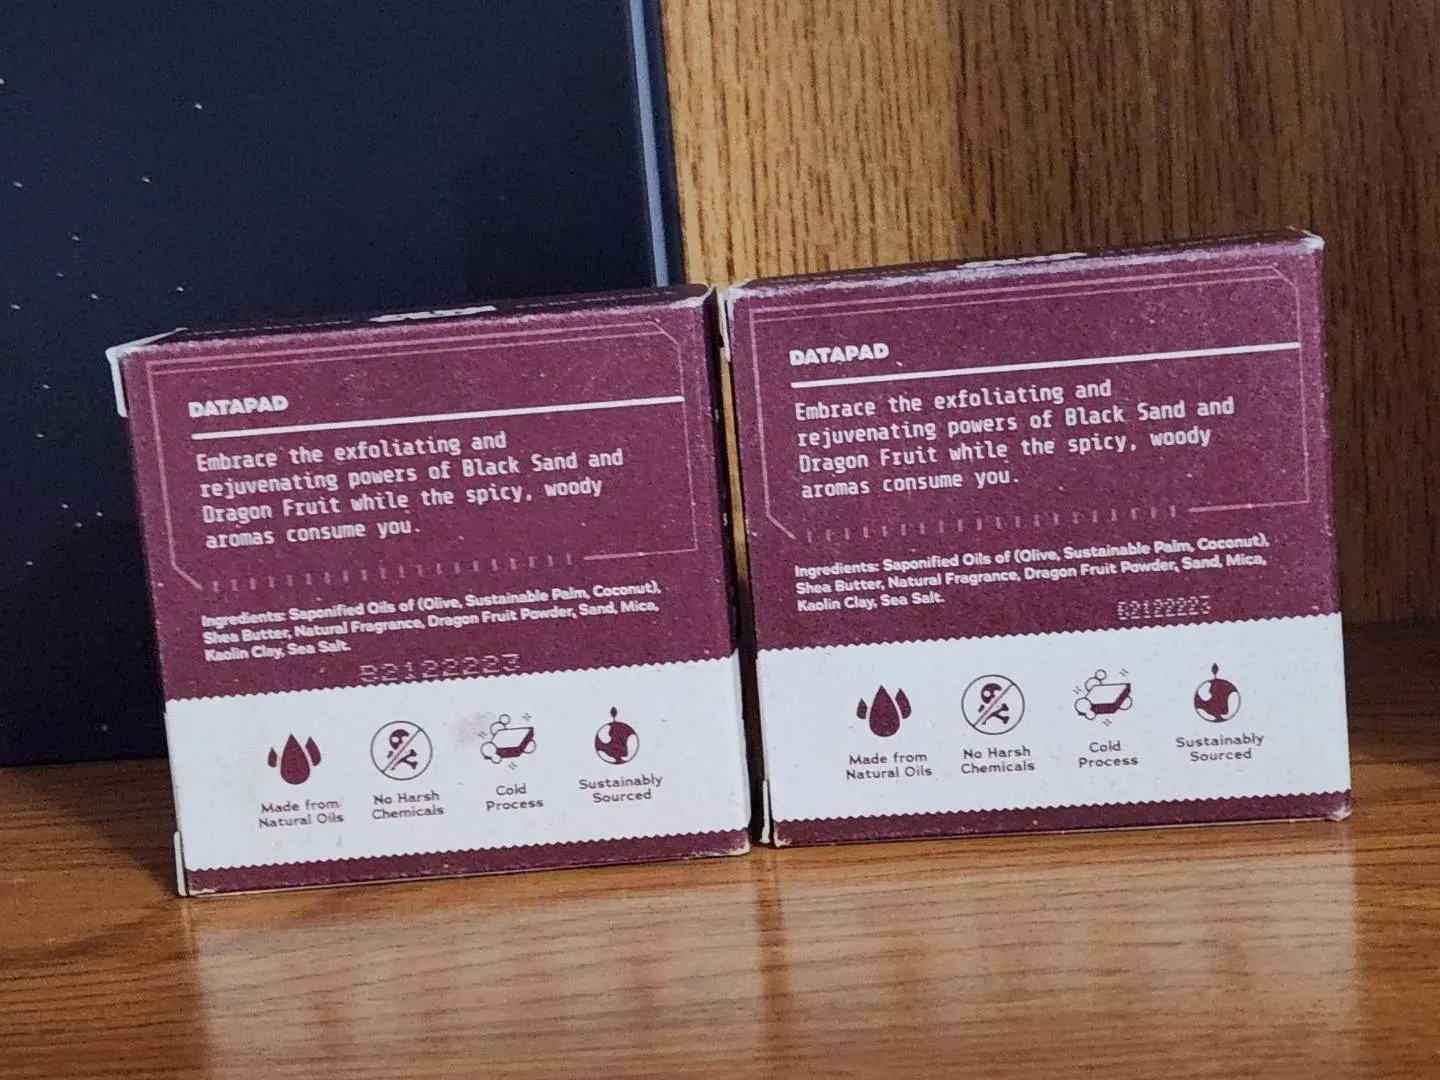 DATAPAD
Embrace the exfoliating and
rejuvenating powers of Black Sand and
Dragon Fruit while the spicy, woody
aromas consume you.
Ingredients: Saponified Oils of (Olive, Sustainable Palm, Coconut),
Shea Butter, Natural Fragrance, Dragon Fruit Powder, Sand, Mica,
Kaolin Clay, Sea Salt.
B2122223
Made from
Natural Oils
No Harsh
Chemicals
Cold
Process
Sustainably
Sourced
DATAPAD
Embrace the exfoliating and
rejuvenating powers of Black Sand and
Dragon Fruit while the spicy, woody
aromas consume you.
Ingredients: Saponified Oils of (Olive, Sustainable Palm, Coconut),
Shea Butter, Natural Fragrance, Dragon Fruit Powder, Sand, Mica,
Kaolin Clay, Sea Salt.
B2122223
Made from
Natural Oils
No Harsh
Chemicals
Cold
Process
Sustainably
Sourced